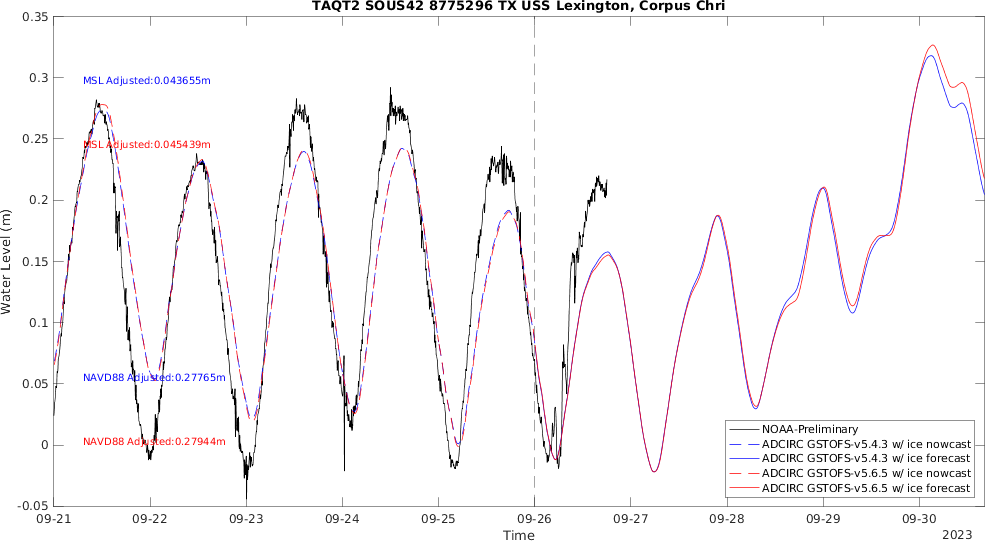 TAQT2 SOUS42 8775296 TX USS Lexington, Corpus Chri
0.35
0.3
0.25
0.2
0.15
0.1
0.05
0
-0.05
Water Level (m)
MSL Adjusted:0.043655m
MSL Adjusted:0.045439m
NAVD88 Adjusted:0.27765m
NAVD88 Adjusted:0.27944m
NOAA-Preliminary
ADCIRC GSTOFS-v5.4.3 w/ ice nowcast
ADCIRC GSTOFS-v5.4.3 w/ ice forecast
ADCIRC GSTOFS-v5.6.5 w/ ice nowcast
ADCIRC GSTOFS-v5.6.5 w/ ice forecast
09-21 09-22 09-23 09-24 09-25 09-26 09-27 09-28 09-29 09-30
Time
2023